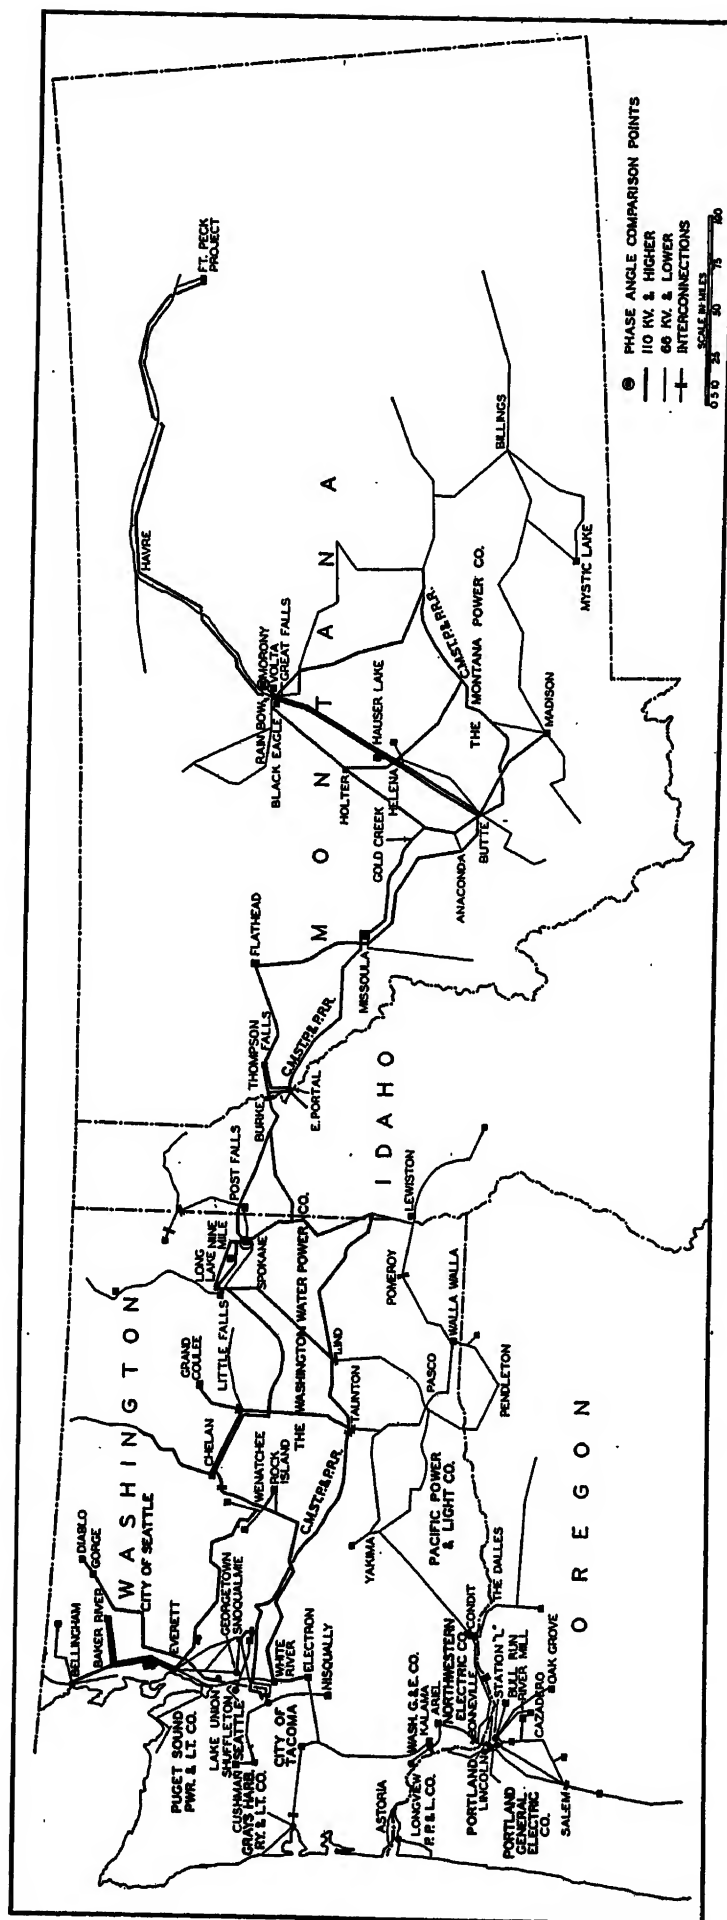 WASHINGTON
OREGON
IDAHO
MONTANA
BELLINGHAM
BAKER RIVER
DIABLO
GORGE
CITY OF SEATTLE
EVERETT
PUGET SOUND
PWR. & LT. CO.
LAKE UNION
SHUFFLETON
SEATTLE
GEORGETOWN
SNOQUALMIE
CUSHMAN
GRAYS HARB.
RY. & LT. CO.
CITY OF
TACOMA
WHITE
RIVER
ELECTRON
NISQUALLY
CHELAN
GRAND
COULEE
WENATCHEE
ROCK
ISLAND
C.M.ST.P.& P.R.R.
LITTLE FALLS
LONG
LAKE
NINE
MILE
SPOKANE
POST FALLS
THE WASHINGTON WATER POWER CO.
LIND
TAUNTON
YAKIMA
PACIFIC POWER
& LIGHT CO.
PASCO
WALLA WALLA
PENDLETON
POMEROY
LEWISTON
ASTORIA
LONGVIEW
P. P. & L. CO.
WASH. G. & E. CO.
KALAMA
ARIEL
NORTHWESTERN
ELECTRIC CO.
BONNEVILLE
CONDIT
THE DALLES
PORTLAND
LINCOLN
STATION "L"
BULL RUN
RIVER MILL
CAZADERO
OAK GROVE
PORTLAND
GENERAL
ELECTRIC
CO.
SALEM
BURKE
THOMPSON
FALLS
E. PORTAL
C.M.ST.P.& P.R.R.
FLATHEAD
MISSOULA
GOLD CREEK
ANACONDA
BUTTE
HOLTER
HELENA
HAUSER LAKE
RAINBOW
BLACK EAGLE
MORONY
VOLTA
GREAT FALLS
HAVRE
FT. PECK
PROJECT
C.M.ST.P.& P.R.R.
THE MONTANA POWER CO.
MADISON
MYSTIC LAKE
BILLINGS
PHASE ANGLE COMPARISON POINTS
110 KV. & HIGHER
66 KV. & LOWER
INTERCONNECTIONS
SCALE IN MILES
0 5 10 25 50 75 100